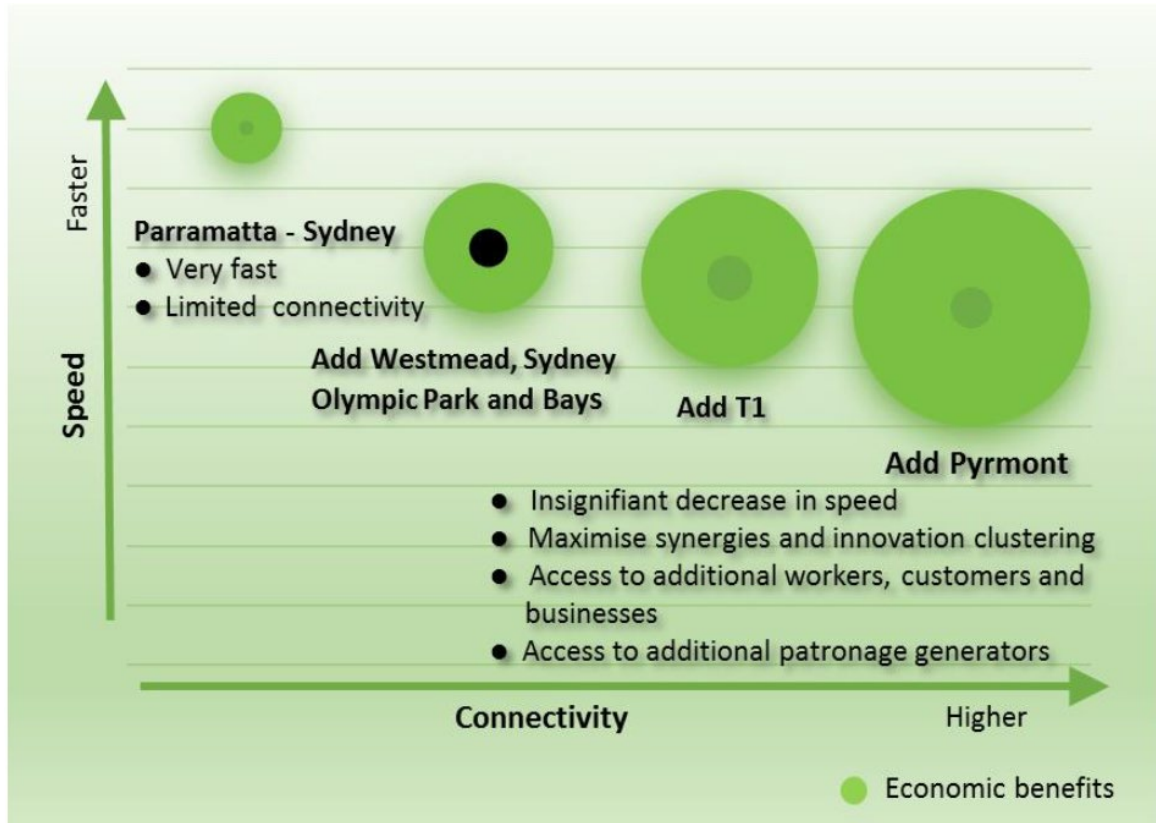 Faster
Speed
Parramatta - Sydney
● Very fast
● Limited connectivity
Add Westmead, Sydney
Olympic Park and Bays
Add T1
Add Pyrmont
● Insignifiant decrease in speed
● Maximise synergies and innovation clustering
● Access to additional workers, customers and
businesses
● Access to additional patronage generators
Connectivity
Higher
Economic benefits